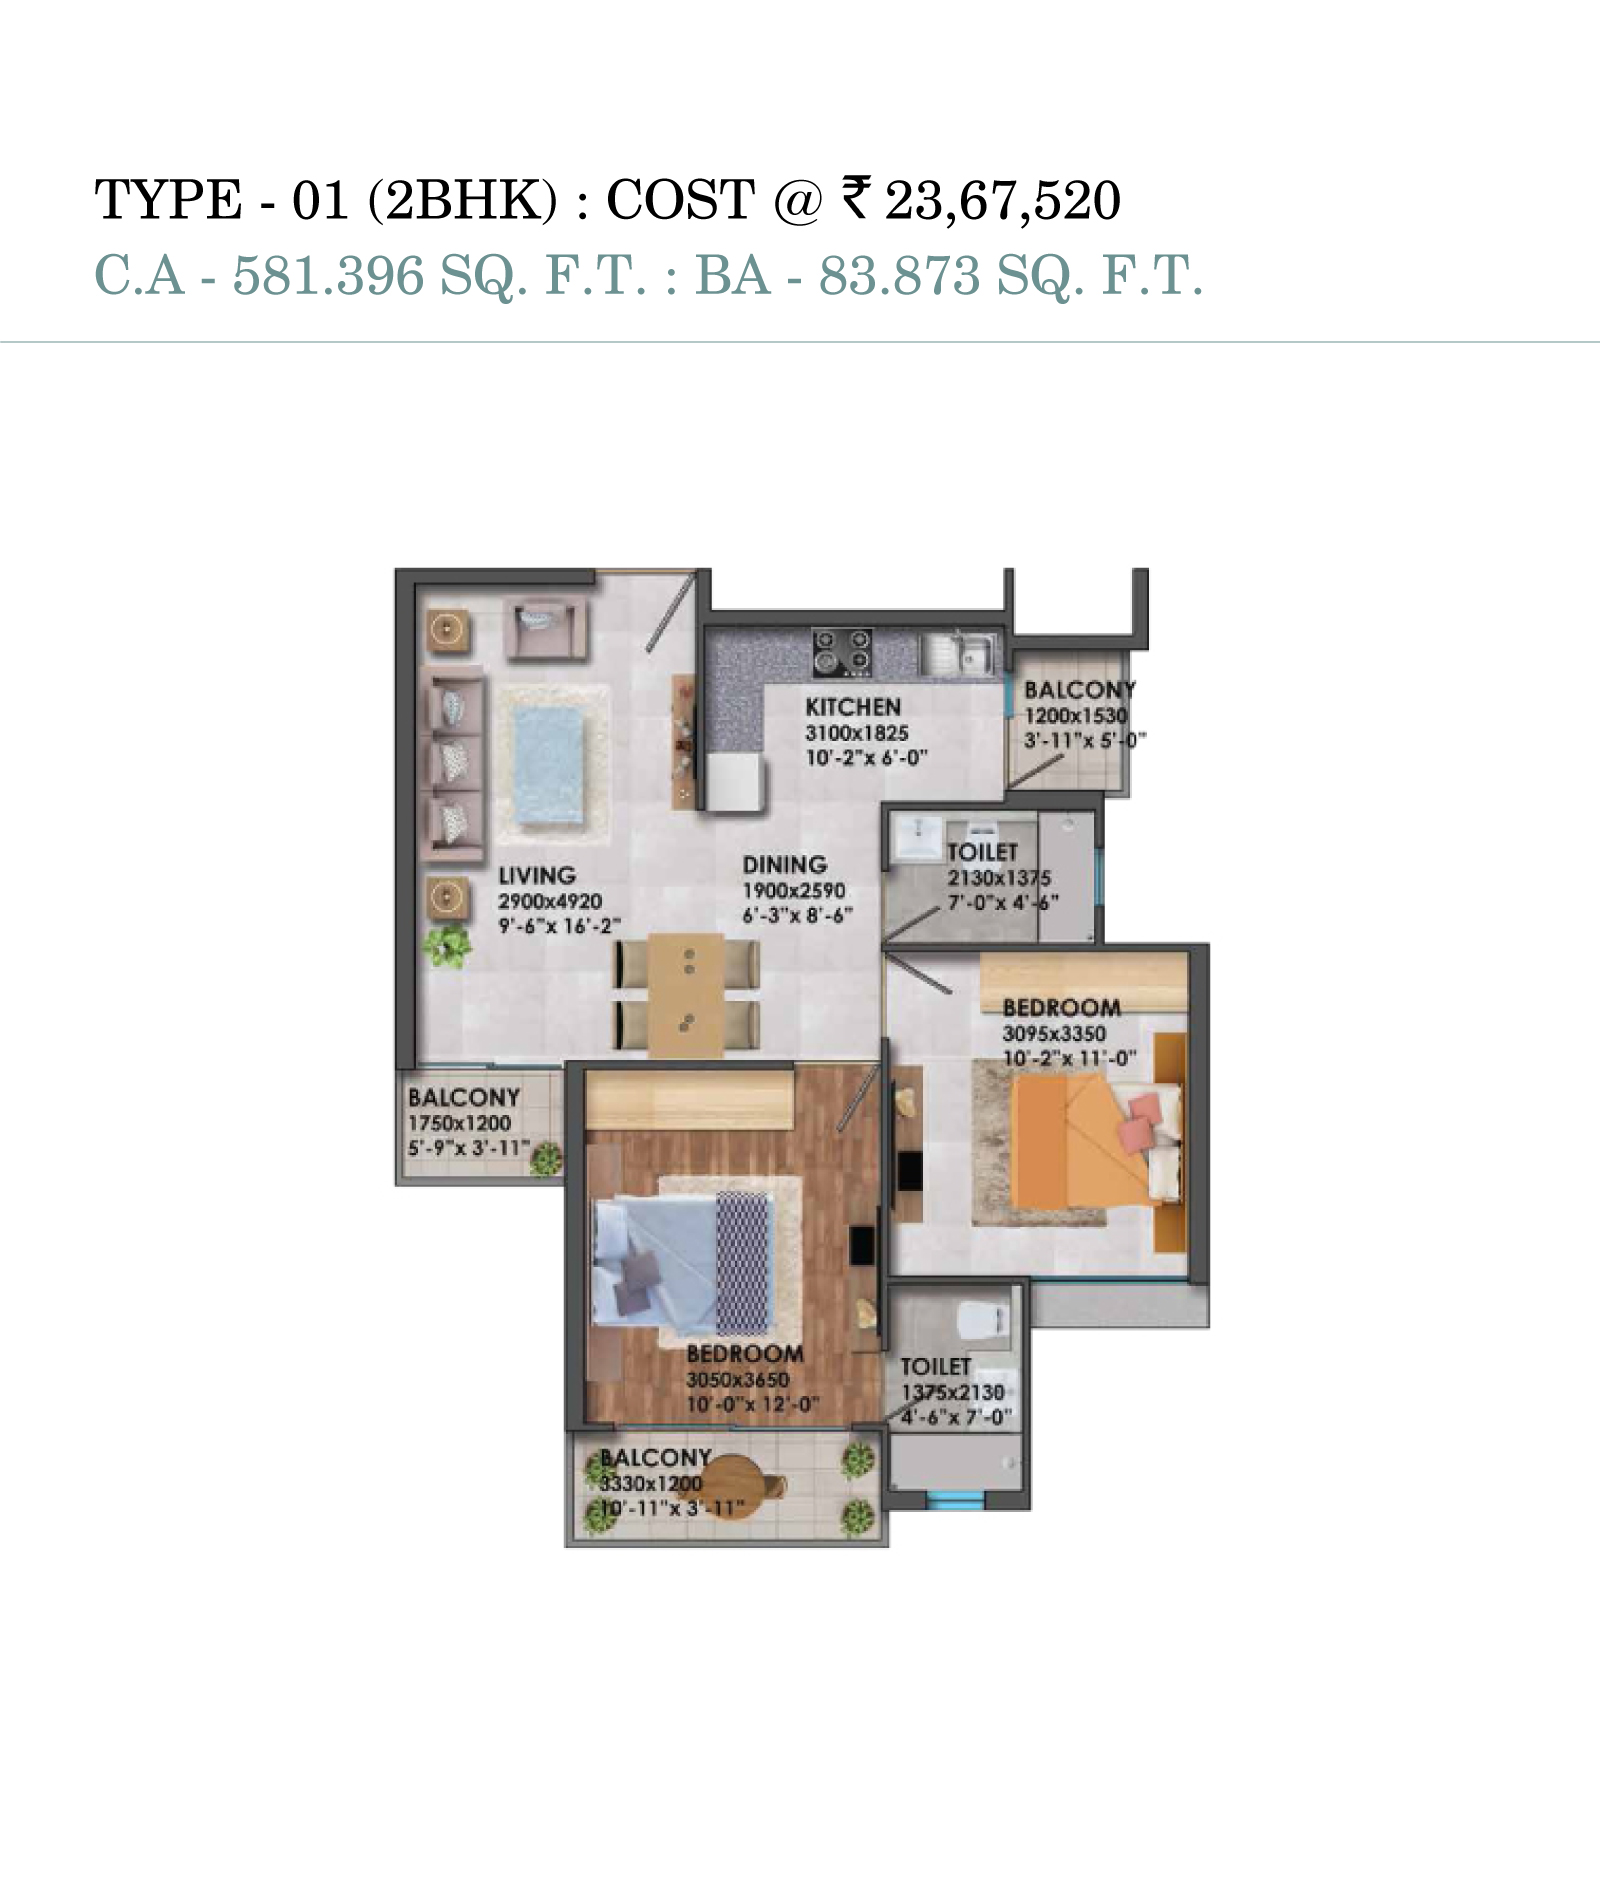 TYPE - 01 (2BHK) : COST @ ₹ 23,67,520
C.A - 581.396 SQ. F.T. : BA - 83.873 SQ. F.T.
BALCONY
1200x1530
3'-11"x 5'-0"
KITCHEN
3100x1825
10'-2"x 6'-0"
TOILET
2130x1375
7'-0"x 4'-6"
LIVING
2900x4920
9'-6"x 16'-2"
DINING
1900x2590
6'-3"x 8'-6"
BEDROOM
3095x3350
10'-2"x 11'-0"
BALCONY
1750x1200
5'-9"x 3'-11"
BEDROOM
3050x3650
10'-0"x 12'-0"
TOILET
1375x2130
4'-6"x 7'-0"
BALCONY
3330x1200
10'-11"x 3'-11"